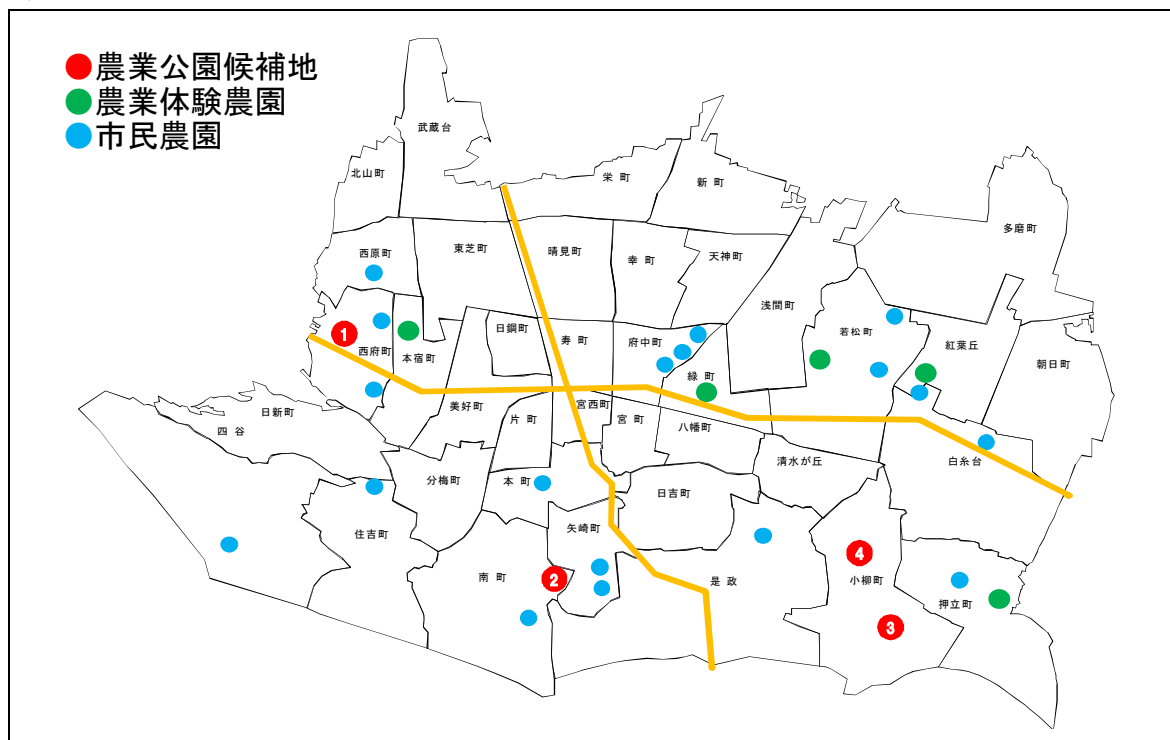 農業公園候補地
農業体験農園
市民農園
武蔵台
北山町
栄町
新町
多磨町
西原町
東芝町
晴見町
幸町
天神町
浅間町
若松町
紅葉丘
朝日町
1
西府町
本宿町
日鋼町
寿町
府中町
緑町
日新町
四谷
美好町
片町
宮西町
宮町
八幡町
清水が丘
白糸台
分梅町
本町
日吉町
住吉町
矢崎町
南町
2
是政
4
小柳町
3
押立町